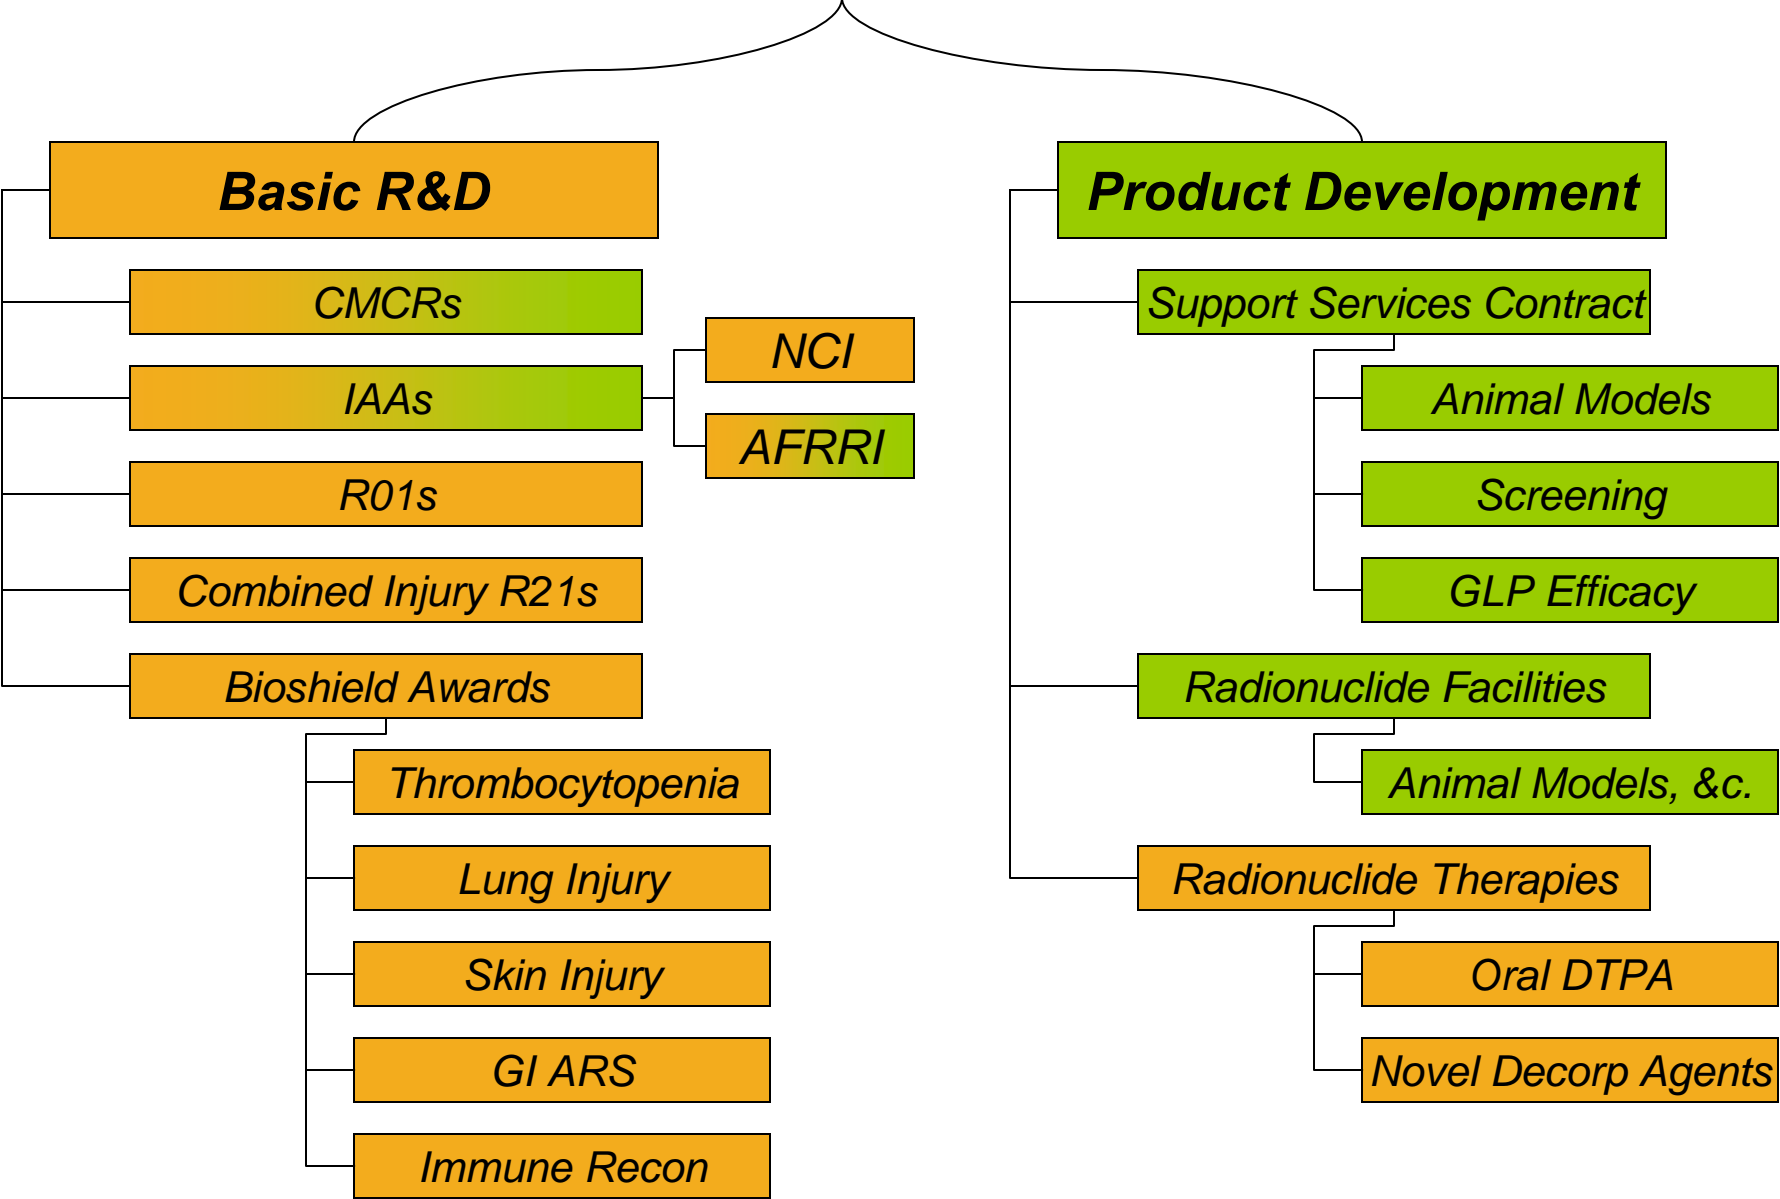 Basic R&D
CMCRs
IAAs
NCI
AFRRI
R01s
Combined Injury R21s
Bioshield Awards
Thrombocytopenia
Lung Injury
Skin Injury
GI ARS
Immune Recon
Product Development
Support Services Contract
Animal Models
Screening
GLP Efficacy
Radionuclide Facilities
Animal Models, &c.
Radionuclide Therapies
Oral DTPA
Novel Decorp Agents